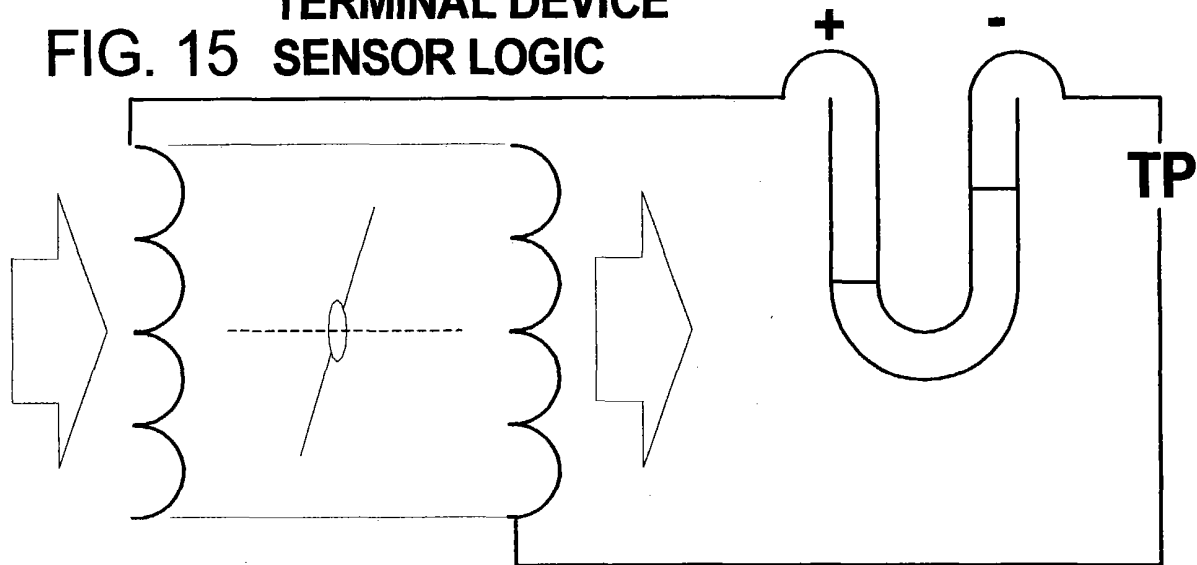 TERMINAL DEVICE
FIG. 15 SENSOR LOGIC
+ -
TP